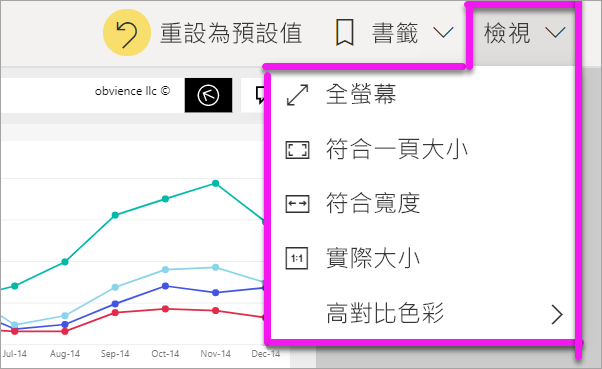 重設為預設值 書籤 檢視
obvience llc ©
全螢幕
符合一頁大小
符合寬度
1:1 實際大小
高對比色彩
Jul-14 Aug-14 Sep-14 Oct-14 Nov-14 Dec-14